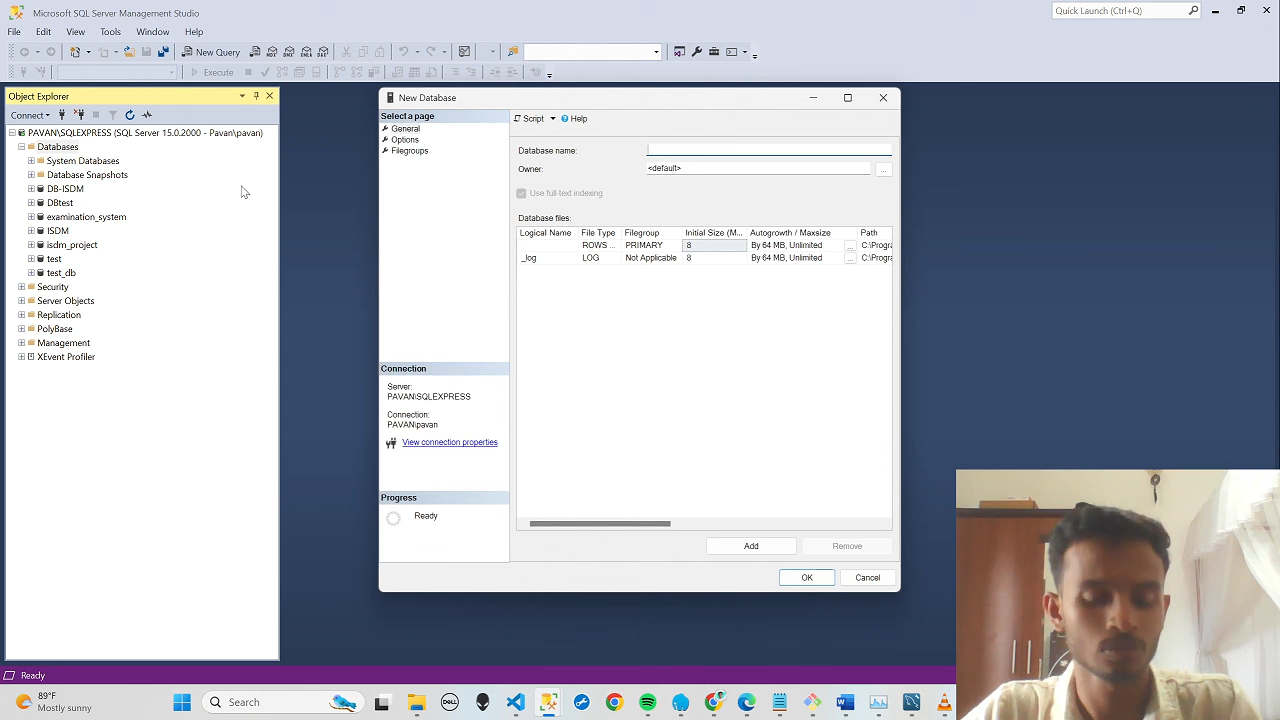 Microsoft SQL Server Management Studio
Quick Launch (Ctrl+Q)
File Edit View Tools Window Help
New Query
Execute
Object Explorer
Connect
PAVAN\SQLEXPRESS (SQL Server 15.0.2000 - Pavan\pavan)
Databases
System Databases
Database Snapshots
DB-ISDM
DBtest
examination_system
ISDM
isdm_project
test
test_db
Security
Server Objects
Replication
PolyBase
Management
XEvent Profiler
New Database
Select a page
General
Options
Filegroups
Connection
Server:
PAVAN\SQLEXPRESS
Connection:
PAVAN\pavan
View connection properties
Progress
Ready
Script Help
Database name:
Owner: <default> ...
Use full-text indexing
Database files:
Logical Name File Type Filegroup Initial Size (M... Autogrowth / Maxsize Path
ROWS ... PRIMARY 8 By 64 MB, Unlimited ... C:\Progra
_log LOG Not Applicable 8 By 64 MB, Unlimited ... C:\Progra
Add Remove
OK Cancel
Ready
89°F
Mostly sunny
Search